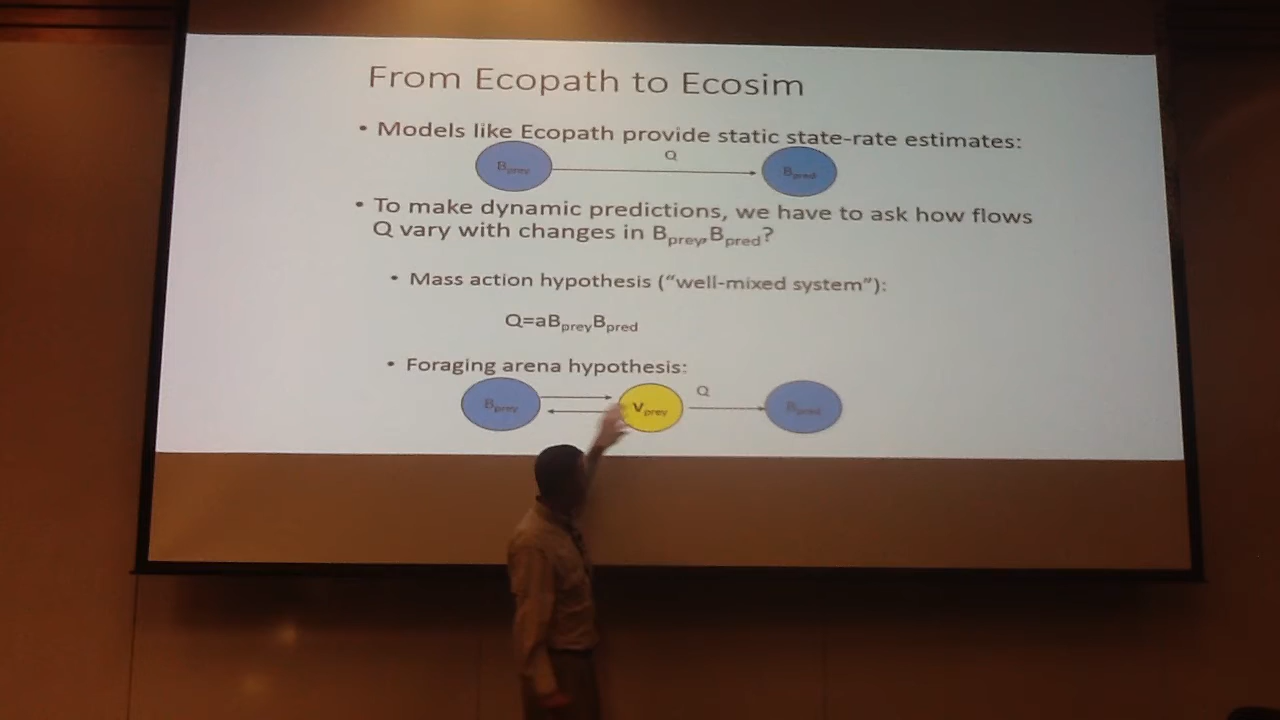 From Ecopath to Ecosim
• Models like Ecopath provide static state-rate estimates:
Bprey Q Bpred
• To make dynamic predictions, we have to ask how flows
Q vary with changes in Bprey,Bpred?
• Mass action hypothesis (“well-mixed system”):
Q=aBpreyBpred
• Foraging arena hypothesis:
Bprey Vprey Q Bpred